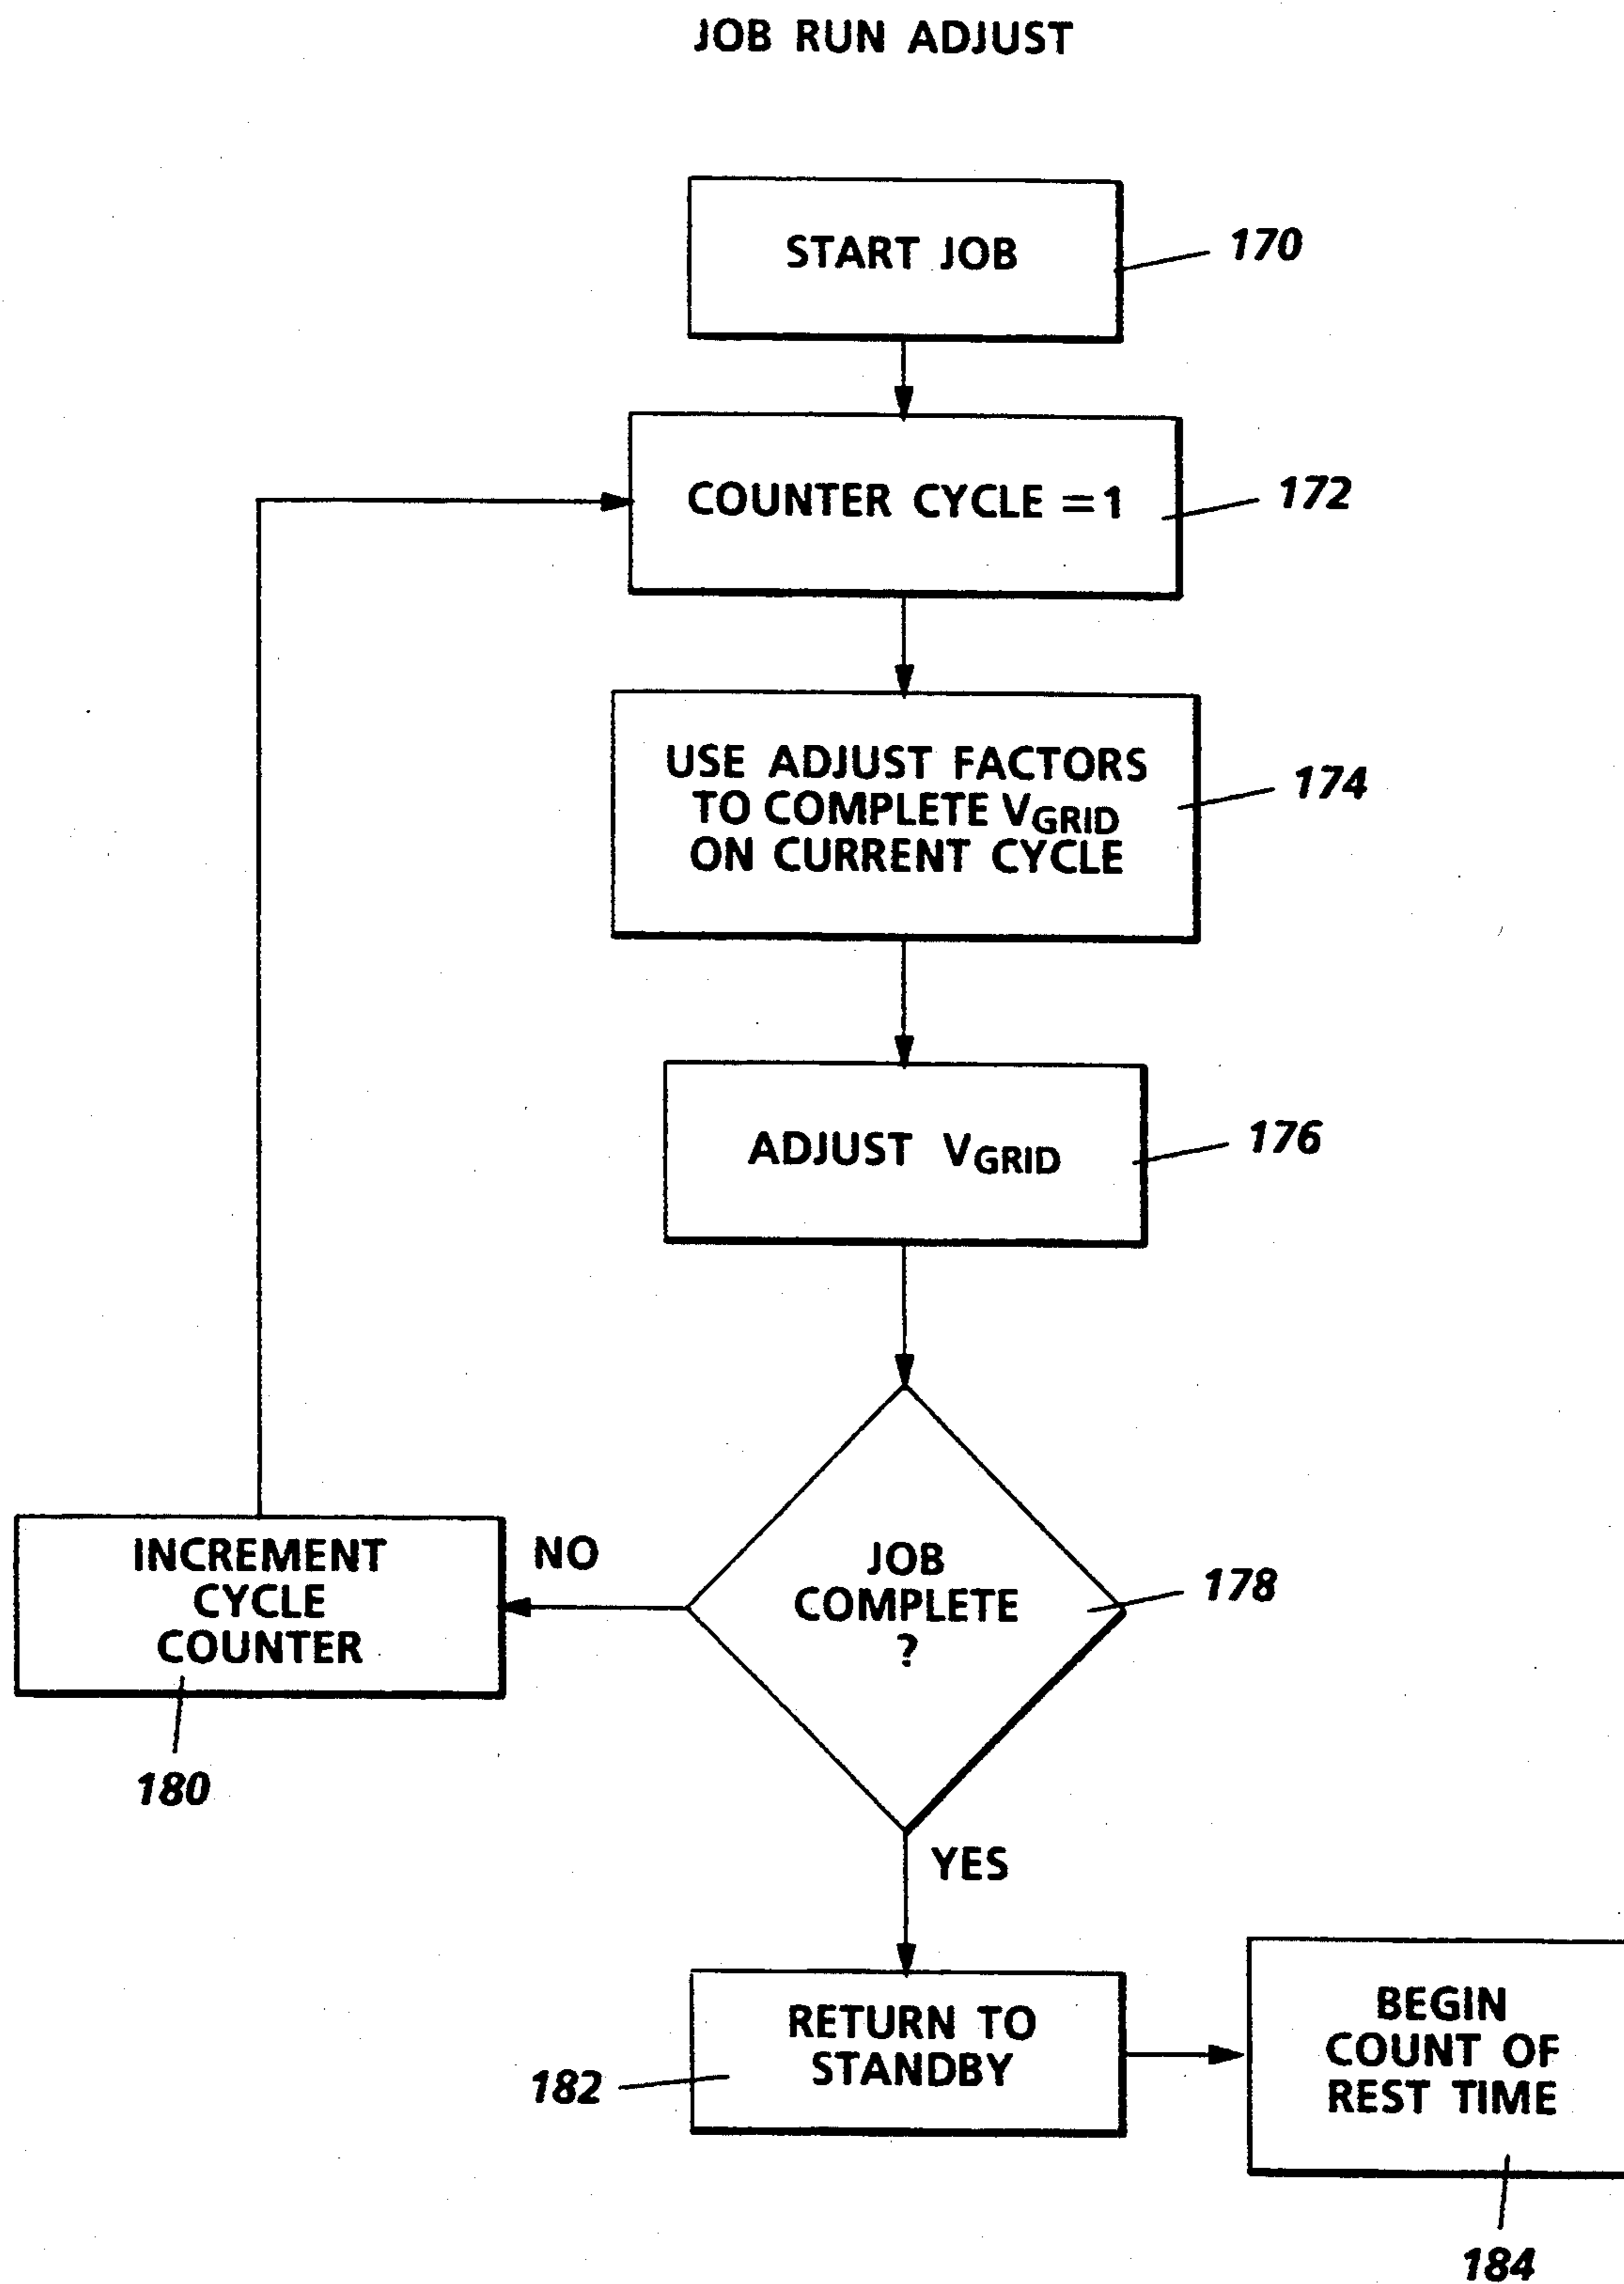 JOB RUN ADJUST
START JOB
170
COUNTER CYCLE = 1
172
USE ADJUST FACTORS
TO COMPLETE VGRID
ON CURRENT CYCLE
174
ADJUST VGRID
176
JOB
COMPLETE
?
178
NO
INCREMENT
CYCLE
COUNTER
180
YES
RETURN TO
STANDBY
182
BEGIN
COUNT OF
REST TIME
184